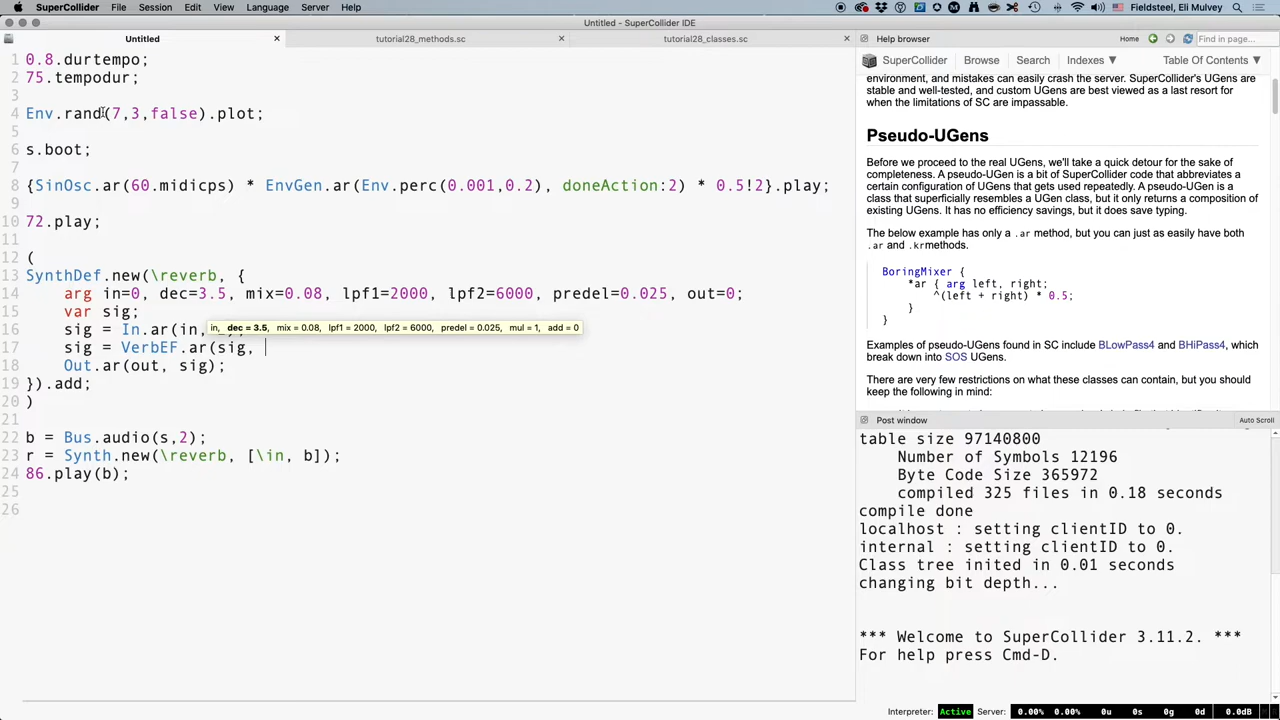 SuperCollider File Session Edit View Language Server Help Fieldsteel, Eli Mulvey
Untitled - SuperCollider IDE
Untitled tutorial28_methods.sc tutorial28_classes.sc
1 0.8.durtempo;
2 75.tempodur;
3
4 Env.rand(7,3,false).plot;
5
6 s.boot;
7
8 {SinOsc.ar(60.midicps) * EnvGen.ar(Env.perc(0.001,0.2), doneAction:2) * 0.5!2}.play;
9
10 72.play;
11
12 (
13 SynthDef.new(\reverb, {
14 arg in=0, dec=3.5, mix=0.08, lpf1=2000, lpf2=6000, predel=0.025, out=0;
15 var sig;
16 sig = In.ar(in,
in, dec = 3.5, mix = 0.08, lpf1 = 2000, lpf2 = 6000, predel = 0.025, mul = 1, add = 0
17 sig = VerbEF.ar(sig,
18 Out.ar(out, sig);
19 }).add;
20 )
21
22 b = Bus.audio(s,2);
23 r = Synth.new(\reverb, [\in, b]);
24 86.play(b);
25
26
Help browser Home Find in page...
SuperCollider Browse Search Indexes ▼ Table Of Contents ▼
environment, and mistakes can easily crash the server. SuperCollider's UGens are
stable and well-tested, and custom UGens are best viewed as a last resort for
when the limitations of SC are impassable.
Pseudo-UGens
Before we proceed to the real UGens, we'll take a quick detour for the sake of
completeness. A pseudo-UGen is a bit of SuperCollider code that abbreviates a
certain configuration of UGens that gets used repeatedly. A pseudo-UGen is a
class that superficially resembles a UGen class, but it only returns a composition of
existing UGens. It has no efficiency savings, but it does save typing.
The below example has only a .ar method, but you can just as easily have both
.ar and .krmethods.
BoringMixer {
*ar { arg left, right;
^(left + right) * 0.5;
}
}
Examples of pseudo-UGens found in SC include BLowPass4 and BHiPass4, which
break down into SOS UGens.
There are very few restrictions on what these classes can contain, but you should
keep the following in mind:
Post window Auto Scroll
table size 97140800
Number of Symbols 12196
Byte Code Size 365972
compiled 325 files in 0.18 seconds
compile done
localhost : setting clientID to 0.
internal : setting clientID to 0.
Class tree inited in 0.01 seconds
changing bit depth...
*** Welcome to SuperCollider 3.11.2. ***
For help press Cmd-D.
Interpreter: Active Server: 0.00% 0.00% 0u 0s 0g 0d 0.0dB